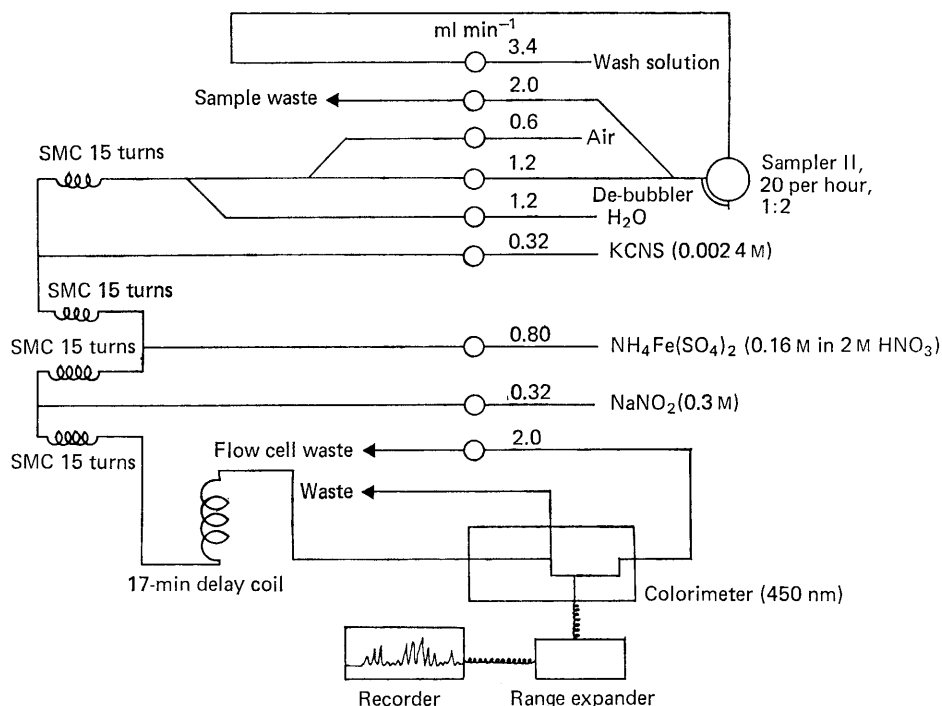 ml min⁻¹
3.4
Wash solution
2.0
Sample waste
0.6
Air
SMC 15 turns
1.2
De-bubbler
Sampler II,
20 per hour,
1:2
1.2
H₂O
0.32
KCNS (0.002 4 M)
SMC 15 turns
0.80
NH₄Fe(SO₄)₂ (0.16 M in 2 M HNO₃)
SMC 15 turns
0.32
NaNO₂(0.3 M)
SMC 15 turns
2.0
Flow cell waste
Waste
17-min delay coil
Colorimeter (450 nm)
Recorder
Range expander